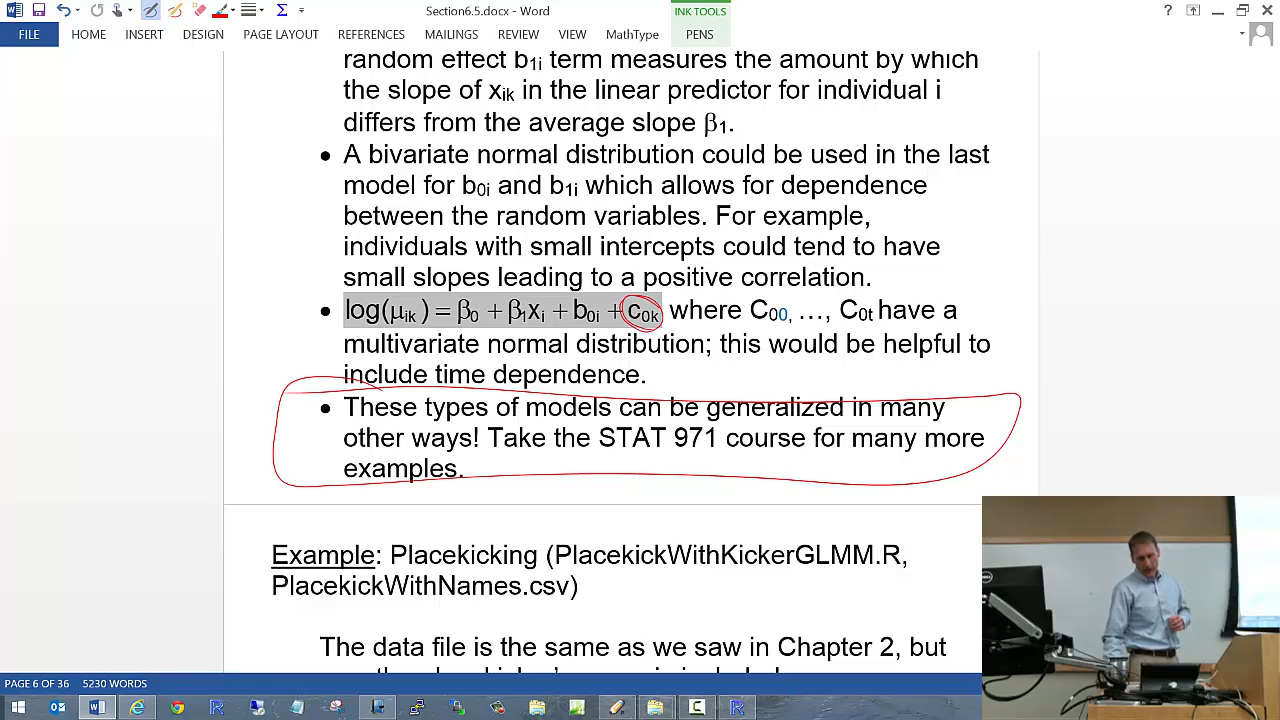 Section6.5.docx - Word
INK TOOLS
FILE HOME INSERT DESIGN PAGE LAYOUT REFERENCES MAILINGS REVIEW VIEW MathType PENS
random effect b1i term measures the amount by which
the slope of xik in the linear predictor for individual i
differs from the average slope β1.
• A bivariate normal distribution could be used in the last
model for b0i and b1i which allows for dependence
between the random variables. For example,
individuals with small intercepts could tend to have
small slopes leading to a positive correlation.
• log(μik) = β0 + β1xi + b0i + c0k where C00, …, C0t have a
multivariate normal distribution; this would be helpful to
include time dependence.
• These types of models can be generalized in many
other ways! Take the STAT 971 course for many more
examples.
Example: Placekicking (PlacekickWithKickerGLMM.R,
PlacekickWithNames.csv)
The data file is the same as we saw in Chapter 2, but
PAGE 6 OF 36 5230 WORDS